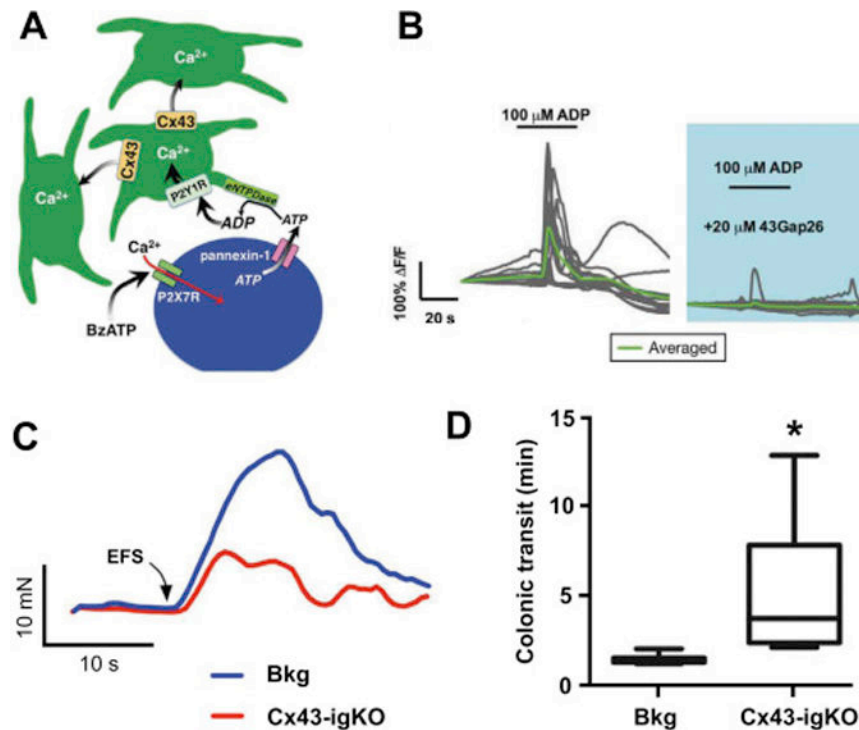 A
Ca2+
Cx43
Cx43
Ca2+
Ca2+
P2Y1R
eNTPDase
ADP
ATP
Ca2+
pannexin-1
ATP
P2X7R
BzATP
B
100 µM ADP
100 µM ADP
+20 µM 43Gap26
100% ΔF/F
20 s
Averaged
C
EFS
10 mN
10 s
Bkg
Cx43-igKO
D
Colonic transit (min)
15
10
5
0
*
Bkg
Cx43-igKO